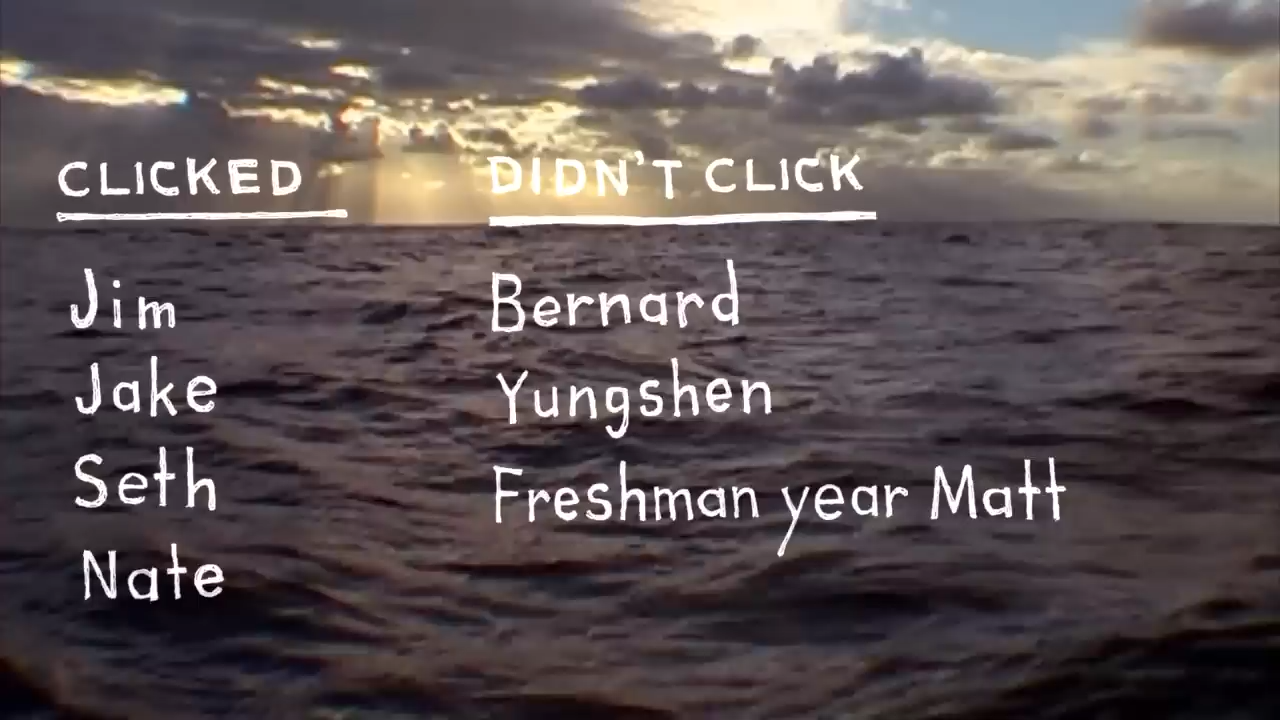 CLICKED
DIDN'T CLICK
Jim
Bernard
Jake
Yungshen
Seth
Freshman year Matt
Nate